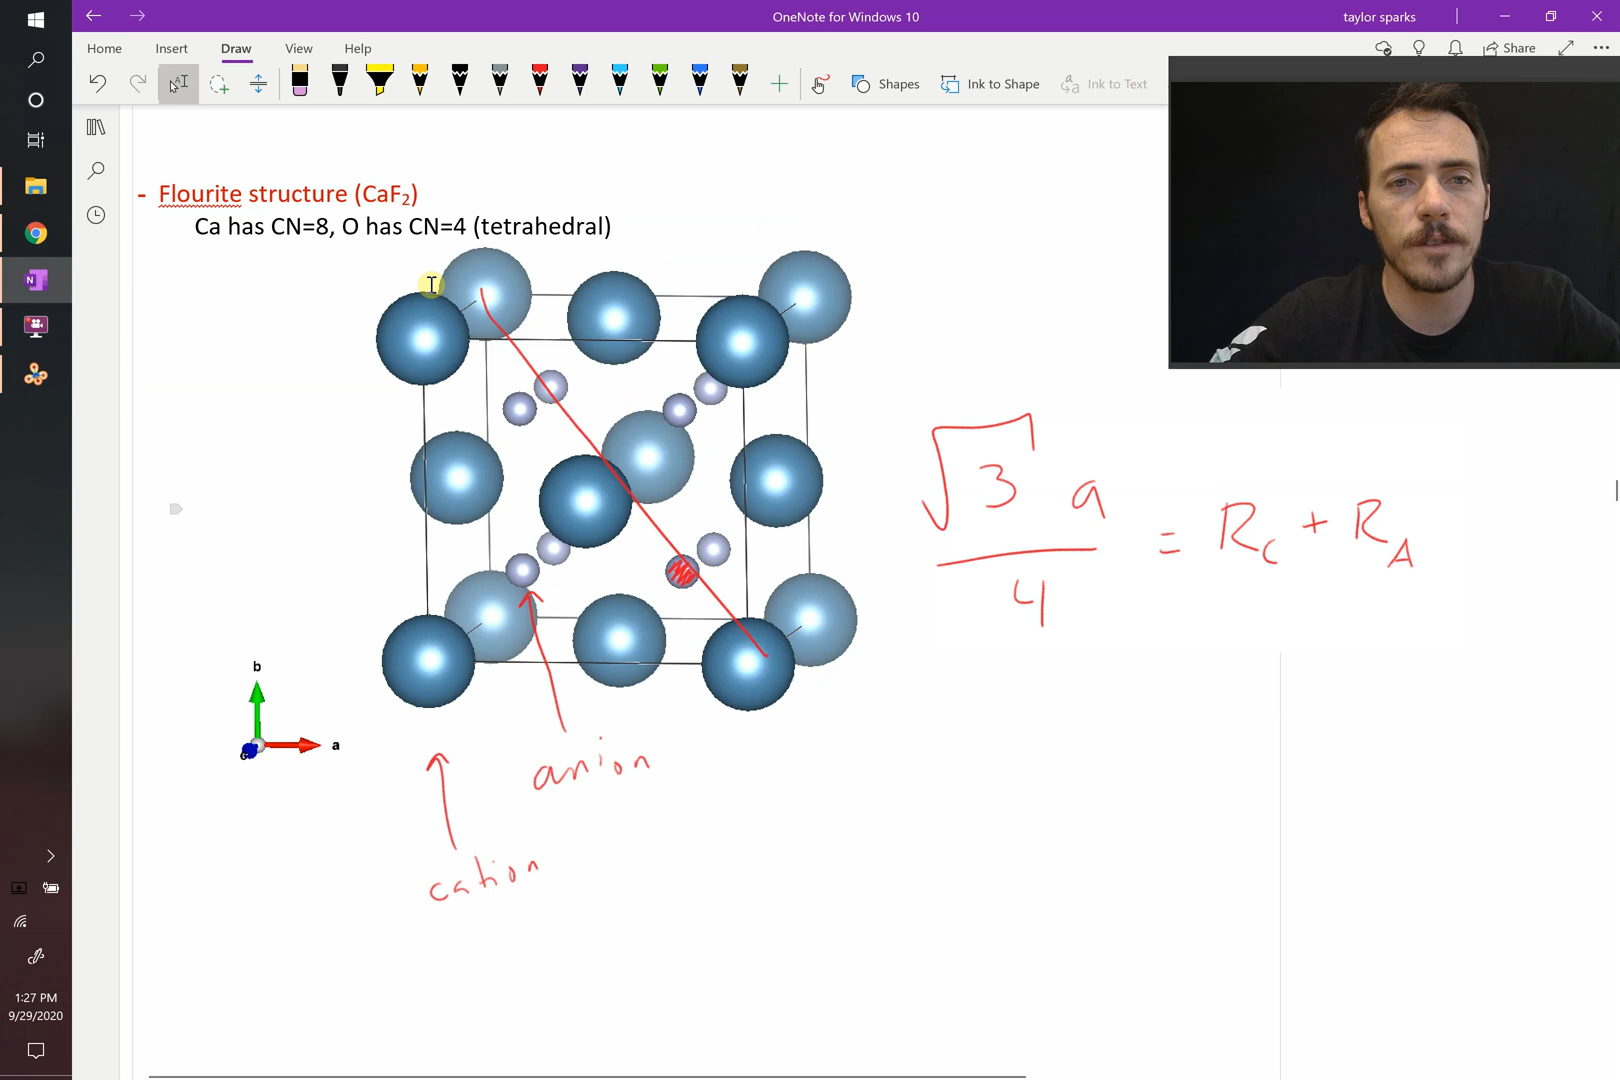 OneNote for Windows 10
taylor sparks
Home Insert Draw View Help
Share
Shapes
Ink to Shape
Ink to Text
- Flourite structure (CaF₂)
Ca has CN=8, O has CN=4 (tetrahedral)
√3 a
4
= R_C + R_A
b
a
c
anion
cation
1:27 PM
9/29/2020